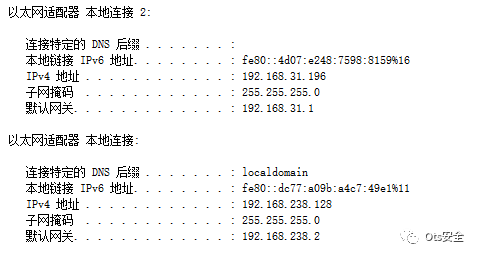 以太网适配器 本地连接 2:
连接特定的 DNS 后缀 . . . . . . . :
本地链接 IPv6 地址. . . . . . . . : fe80::4d07:e248:7598:8159%16
IPv4 地址 . . . . . . . . . . . . : 192.168.31.196
子网掩码 . . . . . . . . . . . . : 255.255.255.0
默认网关. . . . . . . . . . . . . : 192.168.31.1
以太网适配器 本地连接:
连接特定的 DNS 后缀 . . . . . . . : localdomain
本地链接 IPv6 地址. . . . . . . . : fe80::dc77:a09b:a4c7:49e1%11
IPv4 地址 . . . . . . . . . . . . : 192.168.238.128
子网掩码 . . . . . . . . . . . . : 255.255.255.0
默认网关. . . . . . . . . . . . . : 192.168.238.2
Ots安全